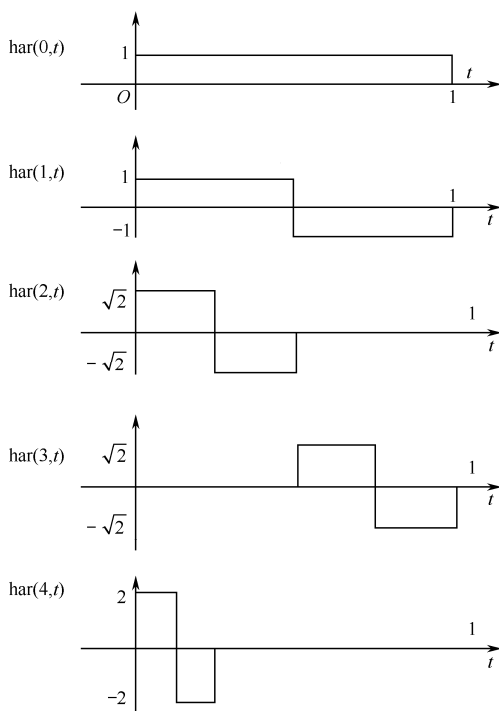 har(0,t)
1
t
O
1
har(1,t)
1
1
−1
t
har(2,t)
√2
1
t
− √2
har(3,t)
√2
1
t
− √2
har(4,t)
2
1
t
−2